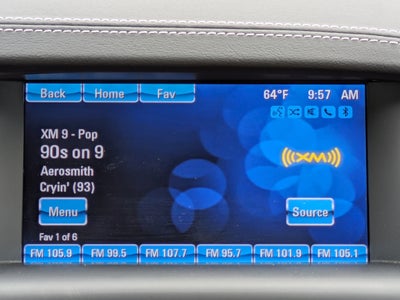 Back Home Fav 64°F 9:57 AM
XM 9 - Pop
90s on 9
Aerosmith
Cryin' (93)
XM
Menu Source
Fav 1 of 6
FM 105.9 FM 99.5 FM 107.7 FM 95.7 FM 101.9 FM 105.1